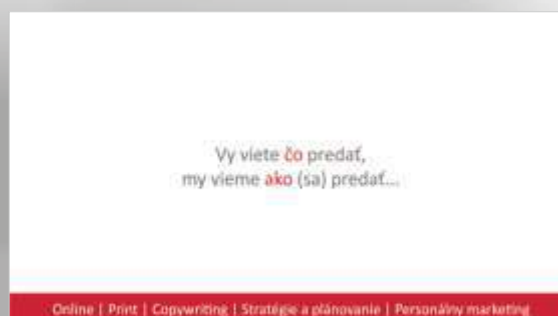 Vy viete čo predať,
my vieme ako (sa) predať...
Online | Print | Copywriting | Stratégie a plánovanie | Personálny marketing